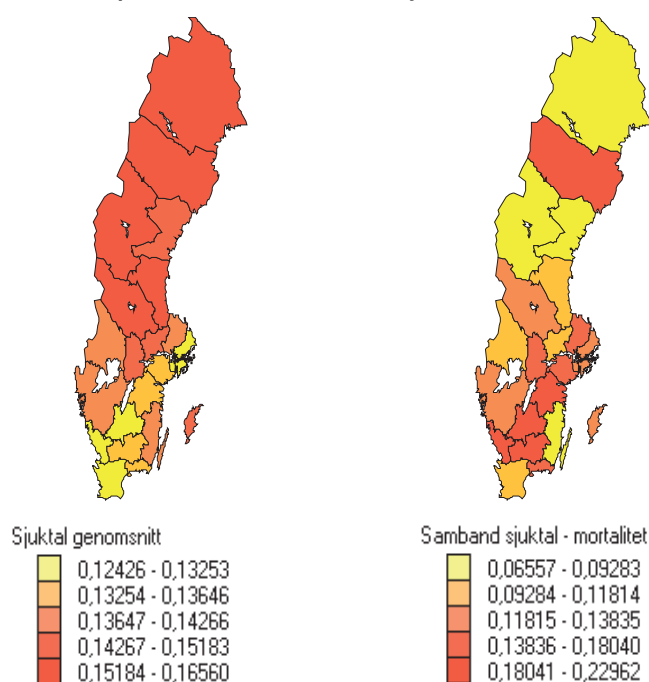 Sjuktal genomsnitt
0,12426 - 0,13253
0,13254 - 0,13646
0,13647 - 0,14266
0,14267 - 0,15183
0,15184 - 0,16560
Samband sjuktal - mortalitet
0,06557 - 0,09283
0,09284 - 0,11814
0,11815 - 0,13835
0,13836 - 0,18040
0,18041 - 0,22962